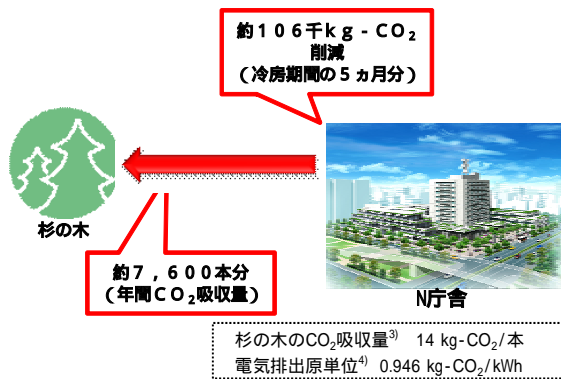 約１０６千ｋｇ‐ＣＯ₂
削減
（冷房期間の５ヵ月分）
杉の木
約７,６００本分
（年間ＣＯ₂吸収量）
N庁舎
杉の木のCO₂吸収量³⁾ 14 kg-CO₂/本
電気排出原単位⁴⁾ 0.946 kg-CO₂/kWh